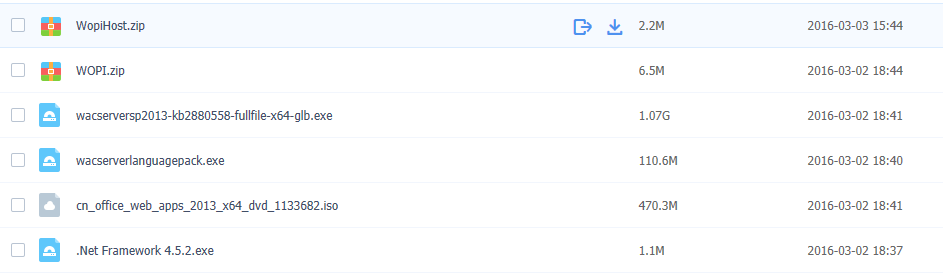 WopiHost.zip 2.2M 2016-03-03 15:44
WOPI.zip 6.5M 2016-03-02 18:44
wacserversp2013-kb2880558-fullfile-x64-glb.exe 1.07G 2016-03-02 18:41
wacserverlanguagepack.exe 110.6M 2016-03-02 18:40
cn_office_web_apps_2013_x64_dvd_1133682.iso 470.3M 2016-03-02 18:41
.Net Framework 4.5.2.exe 1.1M 2016-03-02 18:37